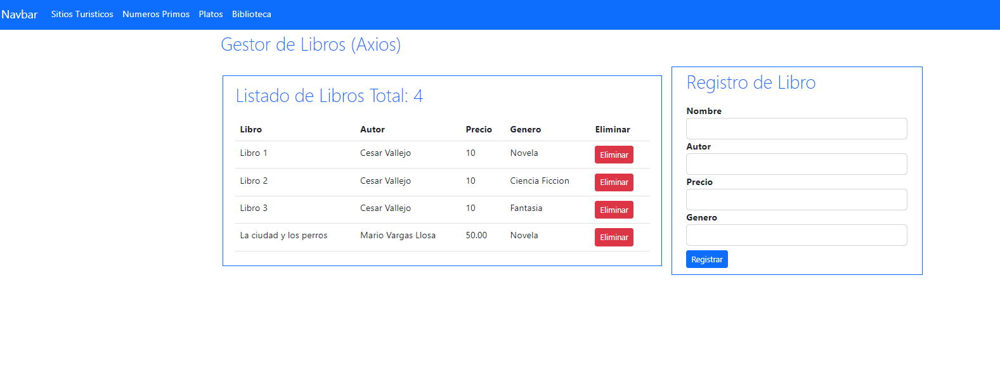 Navbar Sitios Turisticos Numeros Primos Platos Biblioteca
Gestor de Libros (Axios)
Listado de Libros Total: 4
Libro Autor Precio Genero Eliminar
Libro 1 Cesar Vallejo 10 Novela Eliminar
Libro 2 Cesar Vallejo 10 Ciencia Ficcion Eliminar
Libro 3 Cesar Vallejo 10 Fantasia Eliminar
La ciudad y los perros Mario Vargas Llosa 50.00 Novela Eliminar
Registro de Libro
Nombre
Autor
Precio
Genero
Registrar